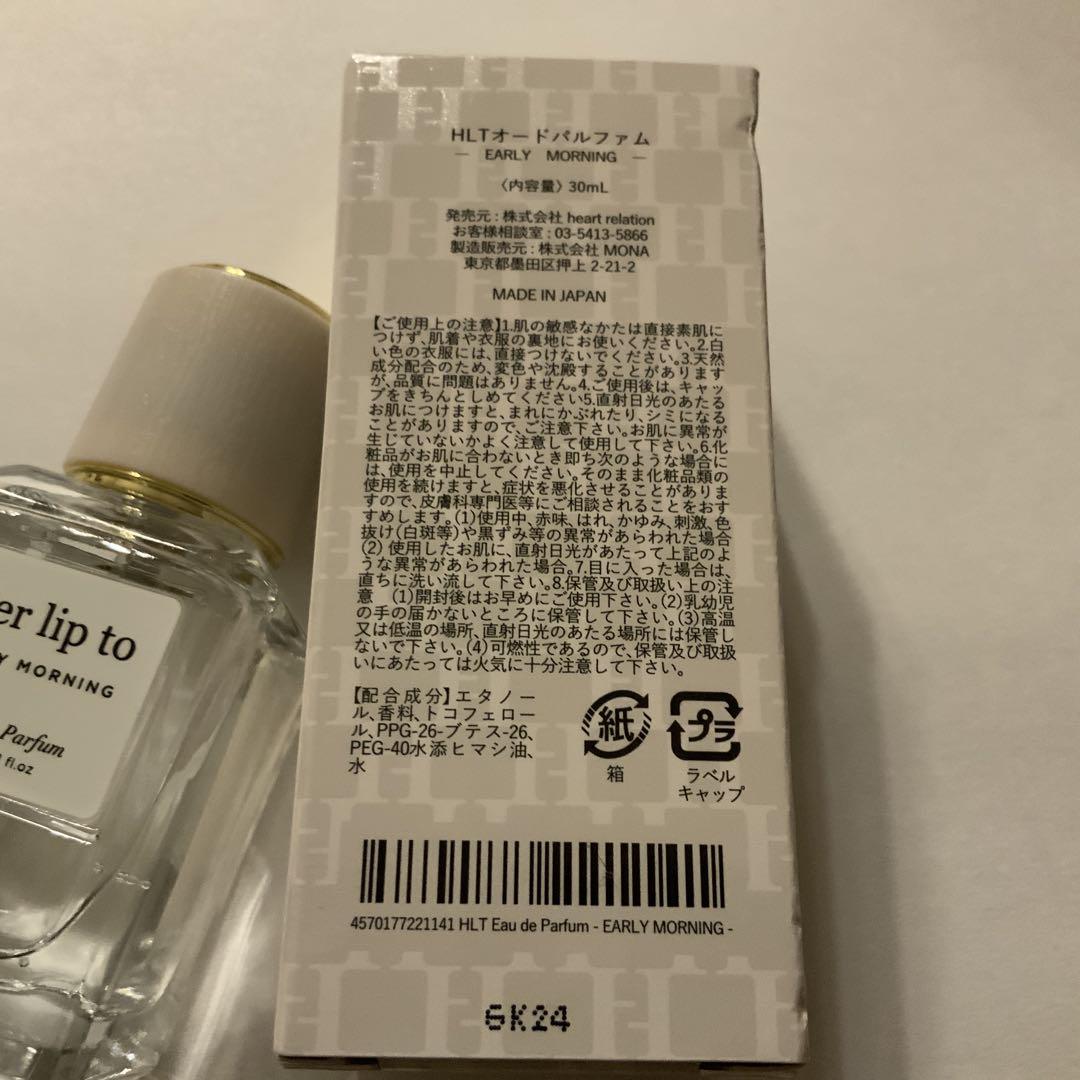 HLTオードパルファム
― EARLY MORNING ―
〈内容量〉30mL
発売元:株式会社 heart relation
お客様相談室:03-5413-5866
製造販売元:株式会社 MONA
東京都墨田区押上 2-21-2
MADE IN JAPAN
【ご使用上の注意】1.肌の敏感なかたは直接素肌に
つけず、肌着や衣服の裏地にお使いください。2.白
い色の衣服には、直接つけないでください。3.天然
成分配合のため、変色や沈殿することがあります
が、品質に問題はありません。4.ご使用後は、キャッ
プをきちんとしめてください5.直射日光のあたる
お肌につけますと、まれにかぶれたり、シミになる
ことがありますので、ご注意下さい。お肌に異常が
生じていないかよく注意して使用して下さい。6.化
粧品がお肌に合わないとき即ち次のような場合に
は、使用を中止してください。そのまま化粧品類の
使用を続けますと、症状を悪化させることがありま
すので、皮膚科専門医等にご相談されることをおす
すめします。(1)使用中、赤味、はれ、かゆみ、刺激、色
抜け(白斑等)や黒ずみ等の異常があらわれた場合
(2) 使用したお肌に、直射日光があたって上記のよ
うな異常があらわれた場合。7.目に入った場合は、
直ちに洗い流して下さい。8.保管及び取扱い上の注
意 (1)開封後はお早めにご使用下さい。(2)乳幼児
の手の届かないところに保管して下さい。(3)高温
又は低温の場所、直射日光のあたる場所には保管し
ないで下さい。(4)可燃性であるので、保管及び取扱
いにあたっては火気に十分注意して下さい。
【配合成分】エタノー
ル、香料、トコフェロー
ル、PPG-26-ブテス-26、
PEG-40水添ヒマシ油、
水
紙
箱
プラ
ラベル
キャップ
4570177221141 HLT Eau de Parfum - EARLY MORNING -
6K24
er lip to
Y MORNING
Parfum
fl.oz